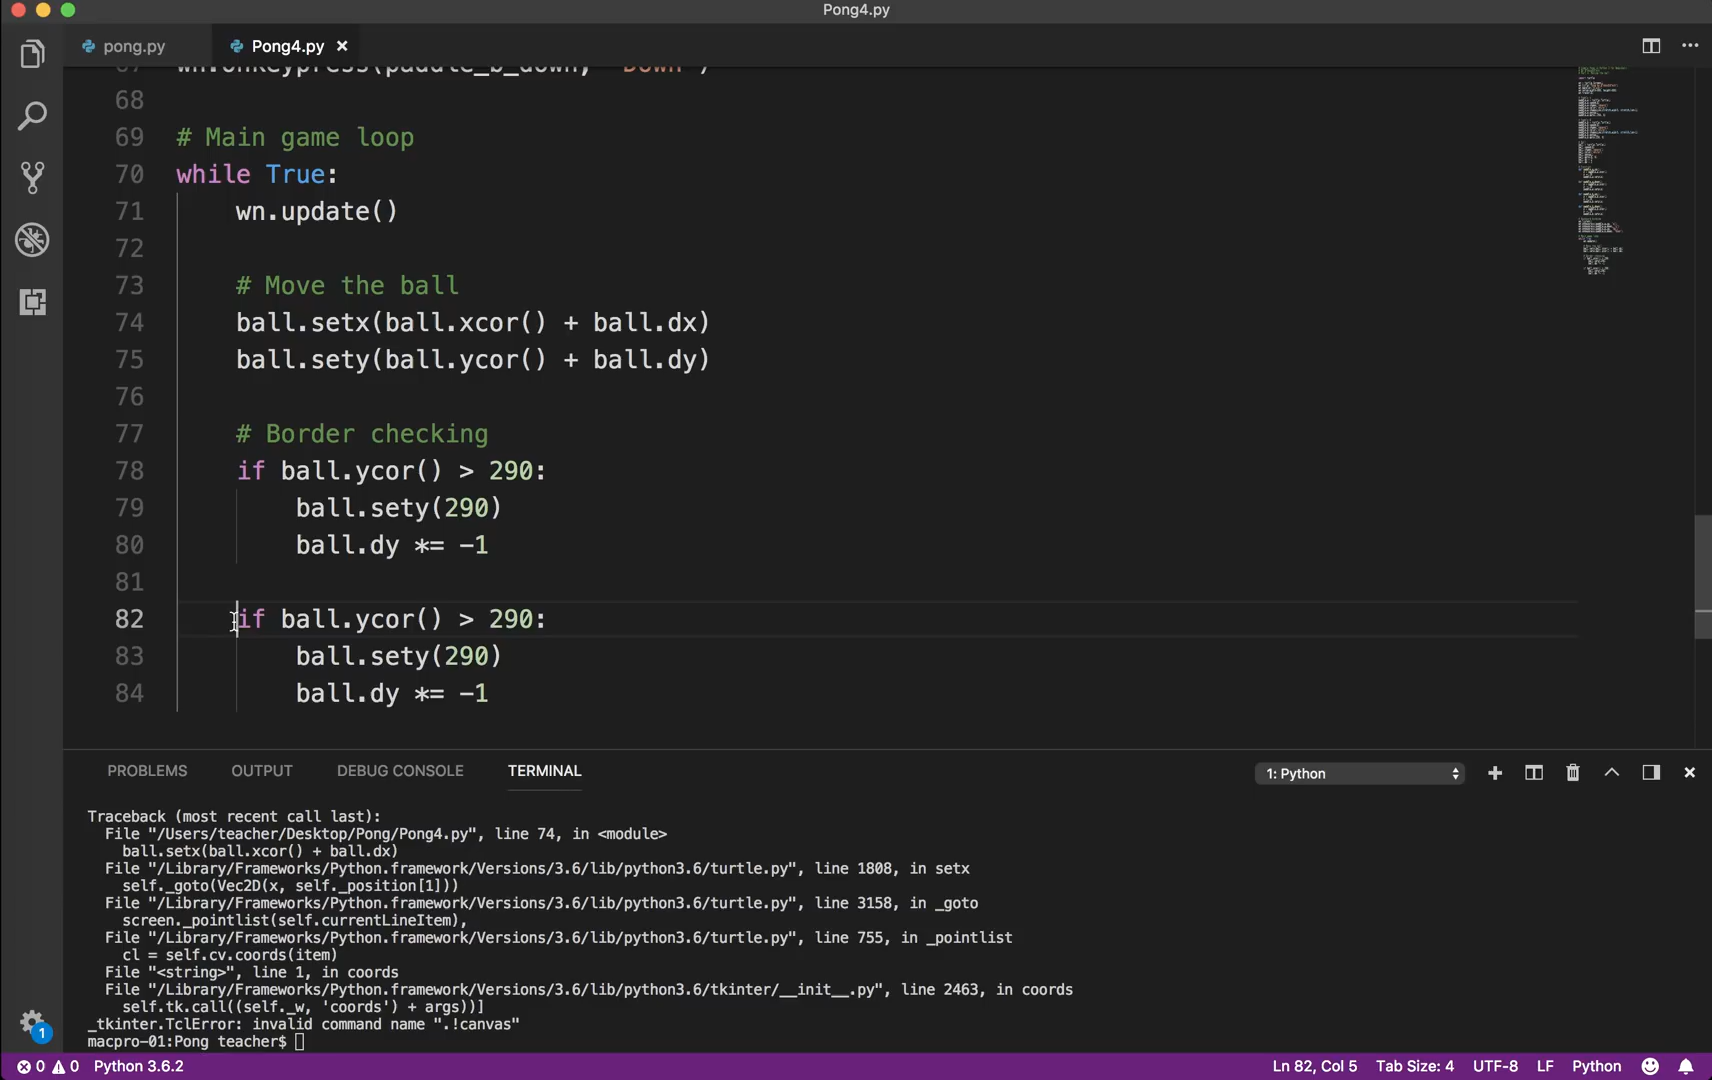 Pong4.py
pong.py
Pong4.py
67 wn.onkeypress(paddle_b_down, "Down")
68
69 # Main game loop
70 while True:
71 wn.update()
72
73 # Move the ball
74 ball.setx(ball.xcor() + ball.dx)
75 ball.sety(ball.ycor() + ball.dy)
76
77 # Border checking
78 if ball.ycor() > 290:
79 ball.sety(290)
80 ball.dy *= -1
81
82 if ball.ycor() > 290:
83 ball.sety(290)
84 ball.dy *= -1
PROBLEMS OUTPUT DEBUG CONSOLE TERMINAL 1: Python
Traceback (most recent call last):
File "/Users/teacher/Desktop/Pong/Pong4.py", line 74, in <module>
ball.setx(ball.xcor() + ball.dx)
File "/Library/Frameworks/Python.framework/Versions/3.6/lib/python3.6/turtle.py", line 1808, in setx
self._goto(Vec2D(x, self._position[1]))
File "/Library/Frameworks/Python.framework/Versions/3.6/lib/python3.6/turtle.py", line 3158, in _goto
screen._pointlist(self.currentLineItem),
File "/Library/Frameworks/Python.framework/Versions/3.6/lib/python3.6/turtle.py", line 755, in _pointlist
cl = self.cv.coords(item)
File "<string>", line 1, in coords
File "/Library/Frameworks/Python.framework/Versions/3.6/lib/python3.6/tkinter/__init__.py", line 2463, in coords
self.tk.call((self._w, 'coords') + args))]
_tkinter.TclError: invalid command name ".!canvas"
macpro-01:Pong teacher$
1
0 0 Python 3.6.2 Ln 82, Col 5 Tab Size: 4 UTF-8 LF Python